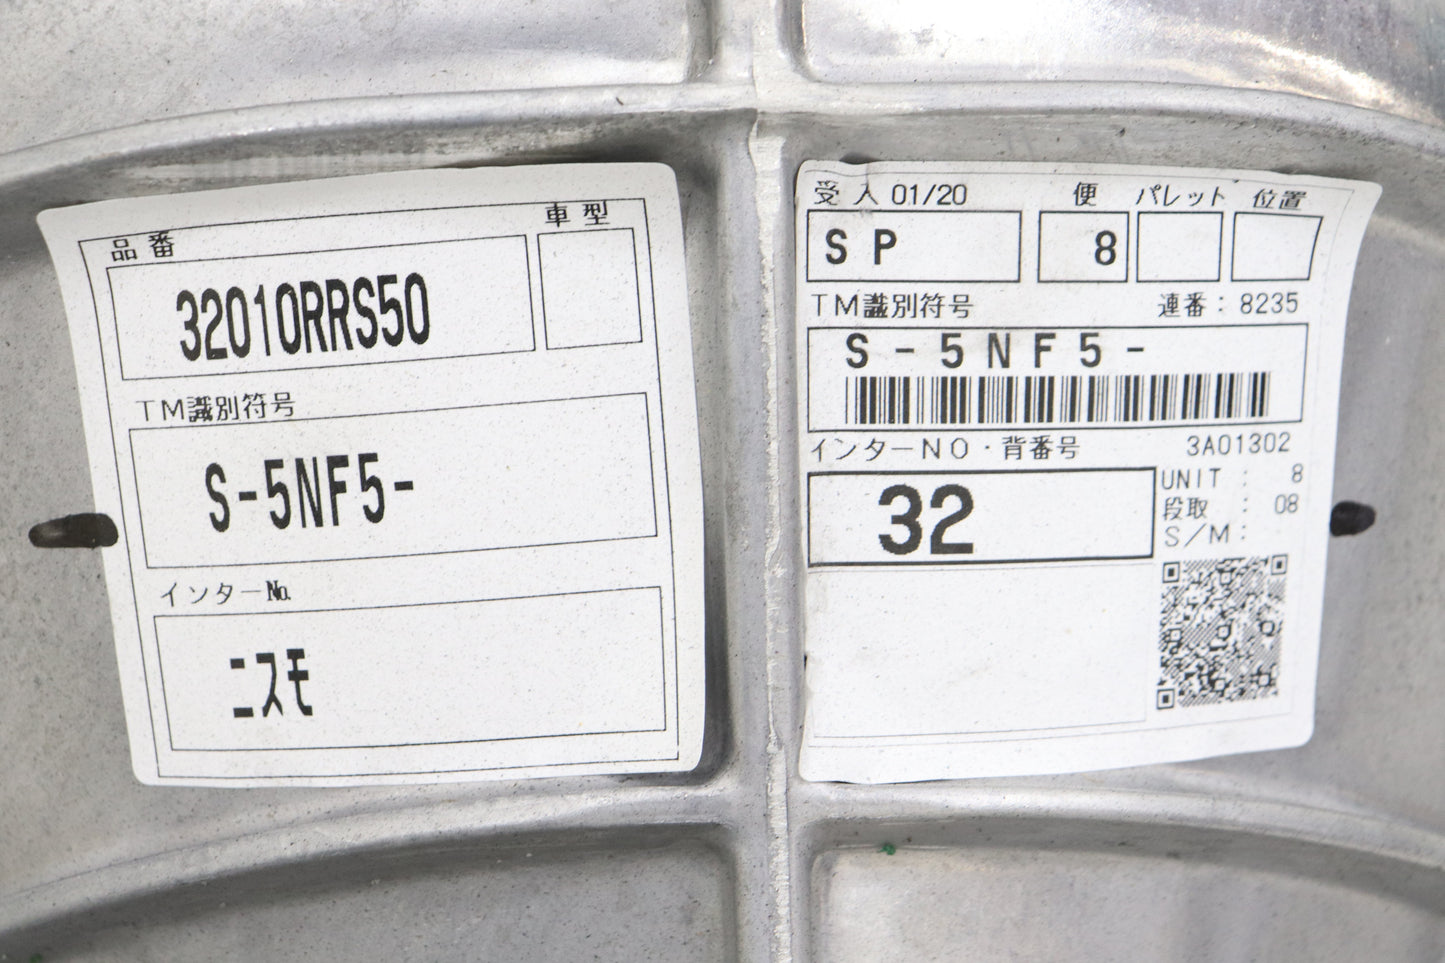 車型
品番
32010RRS50
TM識別符号
S-5NF5-
インターNo.
ニスモ
受入 01/20 便 パレット 位置
SP 8
TM識別符号 連番：8235
S-5NF5-
インターNO・背番号 3A01302
32
UNIT : 8
段取 : 08
S/M: